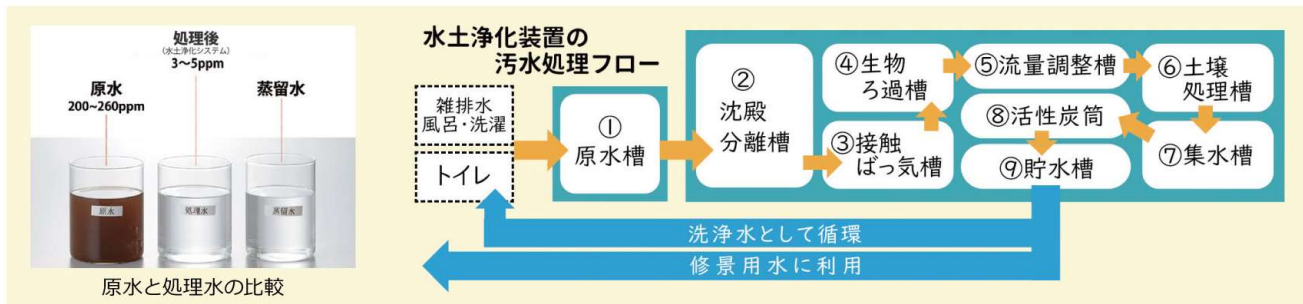 処理後
(水土浄化システム)
3～5ppm
原水
200~260ppm
蒸留水
原水
処理水
蒸留水
原水と処理水の比較
水土浄化装置の
汚水処理フロー
雑排水
風呂・洗濯
トイレ
①
原水槽
②
沈殿
分離槽
③接触
ばっ気槽
④生物
ろ過槽
⑤流量調整槽
⑥土壌
処理槽
⑦集水槽
⑧活性炭筒
⑨貯水槽
洗浄水として循環
修景用水に利用